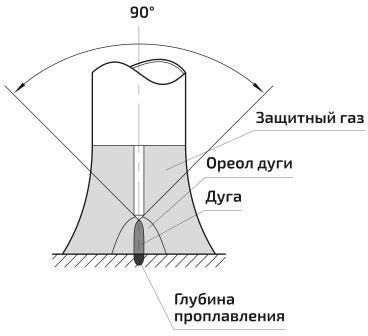 90°
Защитный газ
Ореол дуги
Дуга
Глубина
проплавления